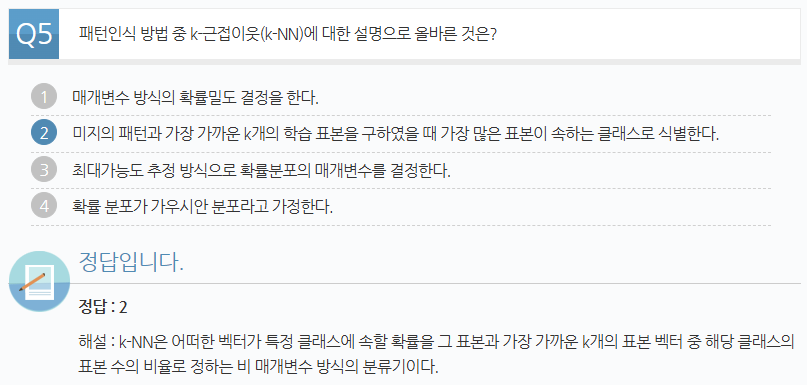 Q5 패턴인식 방법 중 k-근접이웃(k-NN)에 대한 설명으로 올바른 것은?
1 매개변수 방식의 확률밀도 결정을 한다.
2 미지의 패턴과 가장 가까운 k개의 학습 표본을 구하였을 때 가장 많은 표본이 속하는 클래스로 식별한다.
3 최대가능도 추정 방식으로 확률분포의 매개변수를 결정한다.
4 확률 분포가 가우시안 분포라고 가정한다.
정답입니다.
정답 : 2
해설 : k-NN은 어떠한 벡터가 특정 클래스에 속할 확률을 그 표본과 가장 가까운 k개의 표본 벡터 중 해당 클래스의
표본 수의 비율로 정하는 비 매개변수 방식의 분류기이다.